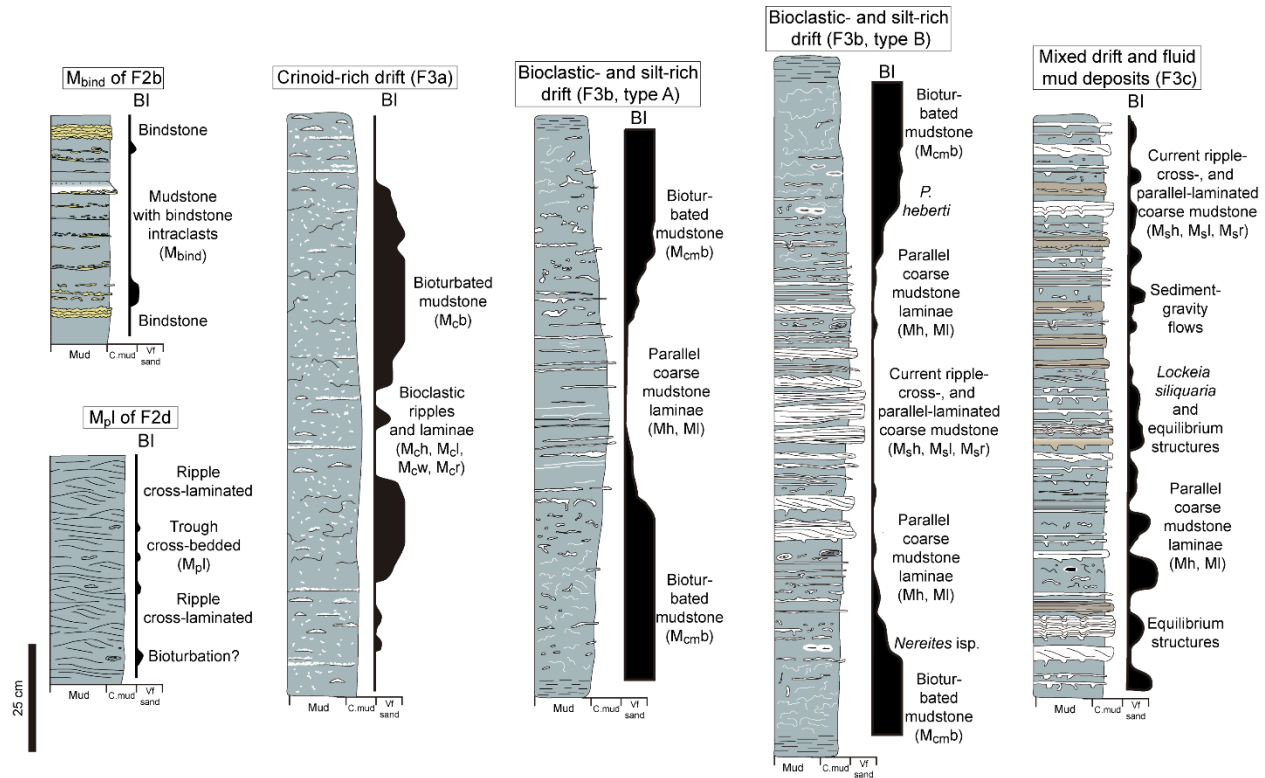 Mbind of F2b
BI
Bindstone
Mudstone
with bindstone
intraclasts
(Mbind)
Bindstone
Mud
C.mud
Vf
sand
Mpl of F2d
BI
Ripple
cross-laminated
Trough
cross-bedded
(Mpl)
Ripple
cross-laminated
Bioturbation?
Mud
C.mud
Vf
sand
25 cm
Crinoid-rich drift (F3a)
BI
Bioturbated
mudstone
(Mcb)
Bioclastic
ripples
and laminae
(Mch, Mcl,
Mcw, Mcr)
Mud
C.mud
Vf
sand
Bioclastic- and silt-rich
drift (F3b, type A)
BI
Biotur-
bated
mudstone
(Mcmb)
Parallel
coarse
mudstone
laminae
(Mh, Ml)
Biotur-
bated
mudstone
(Mcmb)
Mud
C.mud
Vf
sand
Bioclastic- and silt-rich
drift (F3b, type B)
BI
Biotur-
bated
mudstone
(Mcmb)
P.
heberti
Parallel
coarse
mudstone
laminae
(Mh, Ml)
Current ripple-
cross-, and
parallel-laminated
coarse mudstone
(Msh, Msl, Msr)
Parallel
coarse
mudstone
laminae
(Mh, Ml)
Nereites isp.
Biotur-
bated
mudstone
(Mcmb)
Mud
C.mud
Vf
sand
Mixed drift and fluid
mud deposits (F3c)
BI
Current ripple-
cross-, and
parallel-laminated
coarse mudstone
(Msh, Msl, Msr)
Sediment-
gravity
flows
Lockeia
siliquaria
and
equilibrium
structures
Parallel
coarse
mudstone
laminae
(Mh, Ml)
Equilibrium
structures
Mud
C.mud
Vf
sand